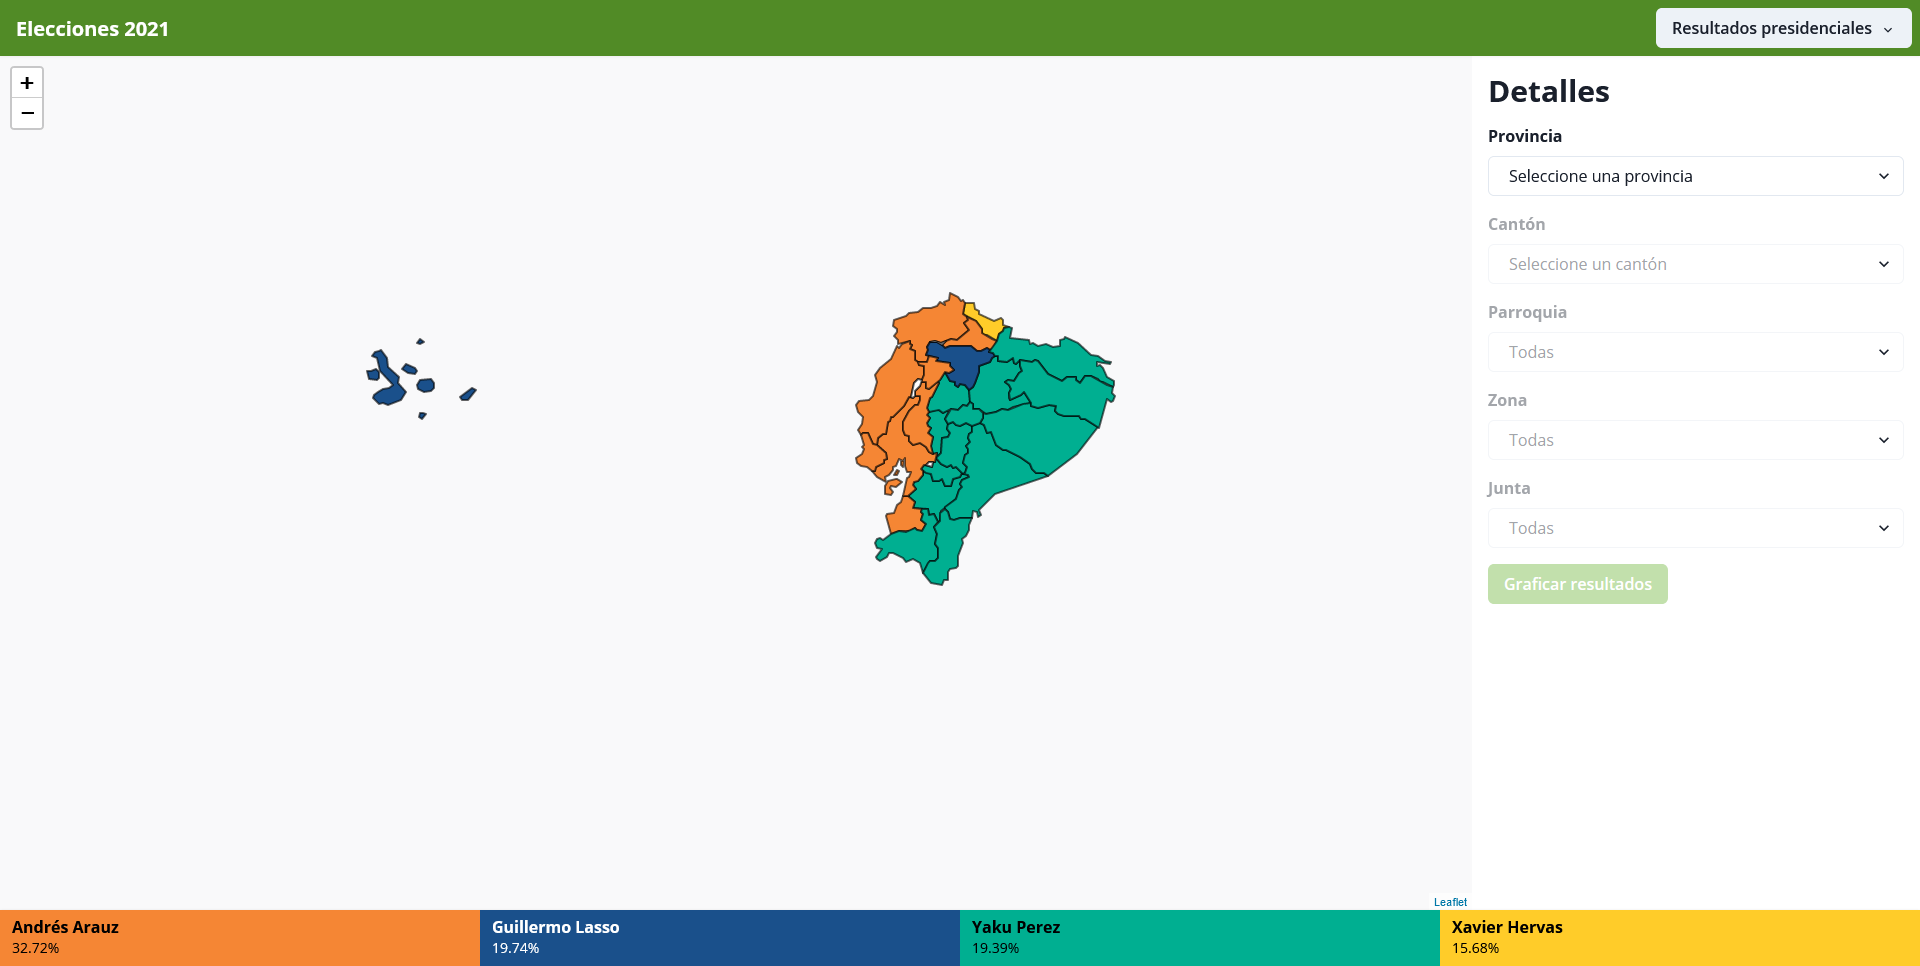 Elecciones 2021
Resultados presidenciales
+
−
Detalles
Provincia
Seleccione una provincia
Cantón
Seleccione un cantón
Parroquia
Todas
Zona
Todas
Junta
Todas
Graficar resultados
Leaflet
Andrés Arauz
32.72%
Guillermo Lasso
19.74%
Yaku Perez
19.39%
Xavier Hervas
15.68%